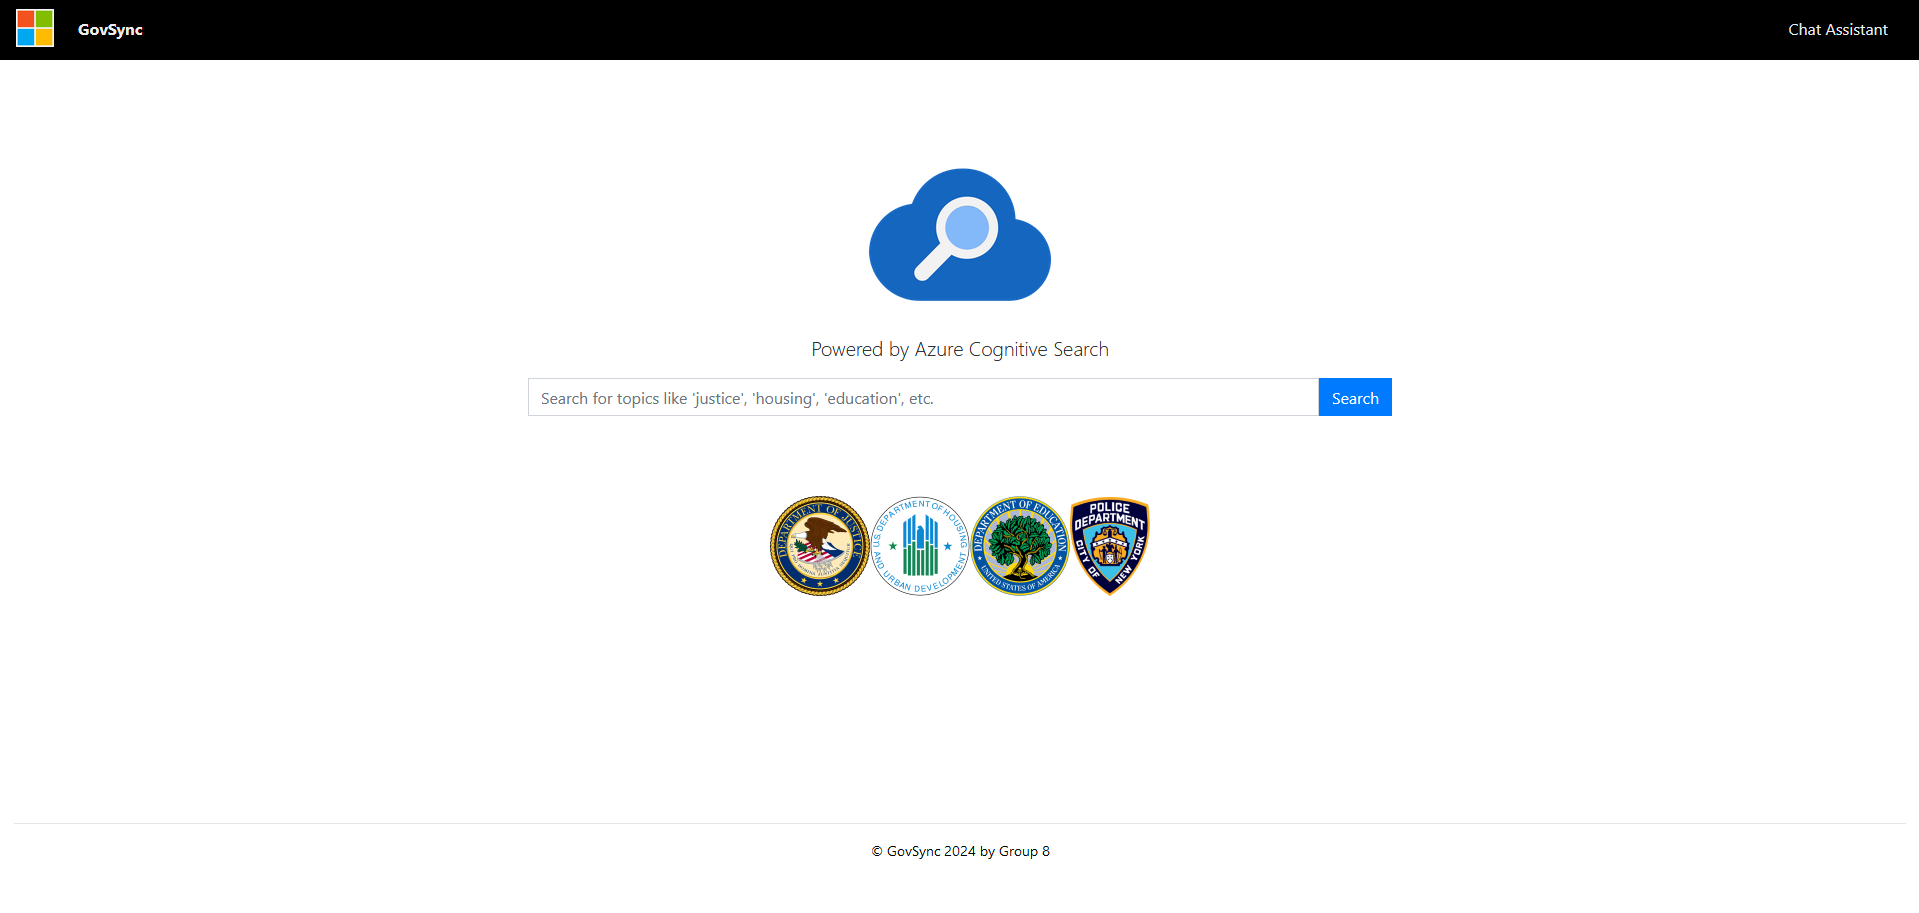 GovSync
Chat Assistant
Powered by Azure Cognitive Search
Search for topics like 'justice', 'housing', 'education', etc.
Search
DEPARTMENT OF JUSTICE
U.S. DEPARTMENT OF HOUSING
AND URBAN DEVELOPMENT
DEPARTMENT OF EDUCATION
UNITED STATES OF AMERICA
POLICE
DEPARTMENT
CITY OF
NEW YORK
© GovSync 2024 by Group 8